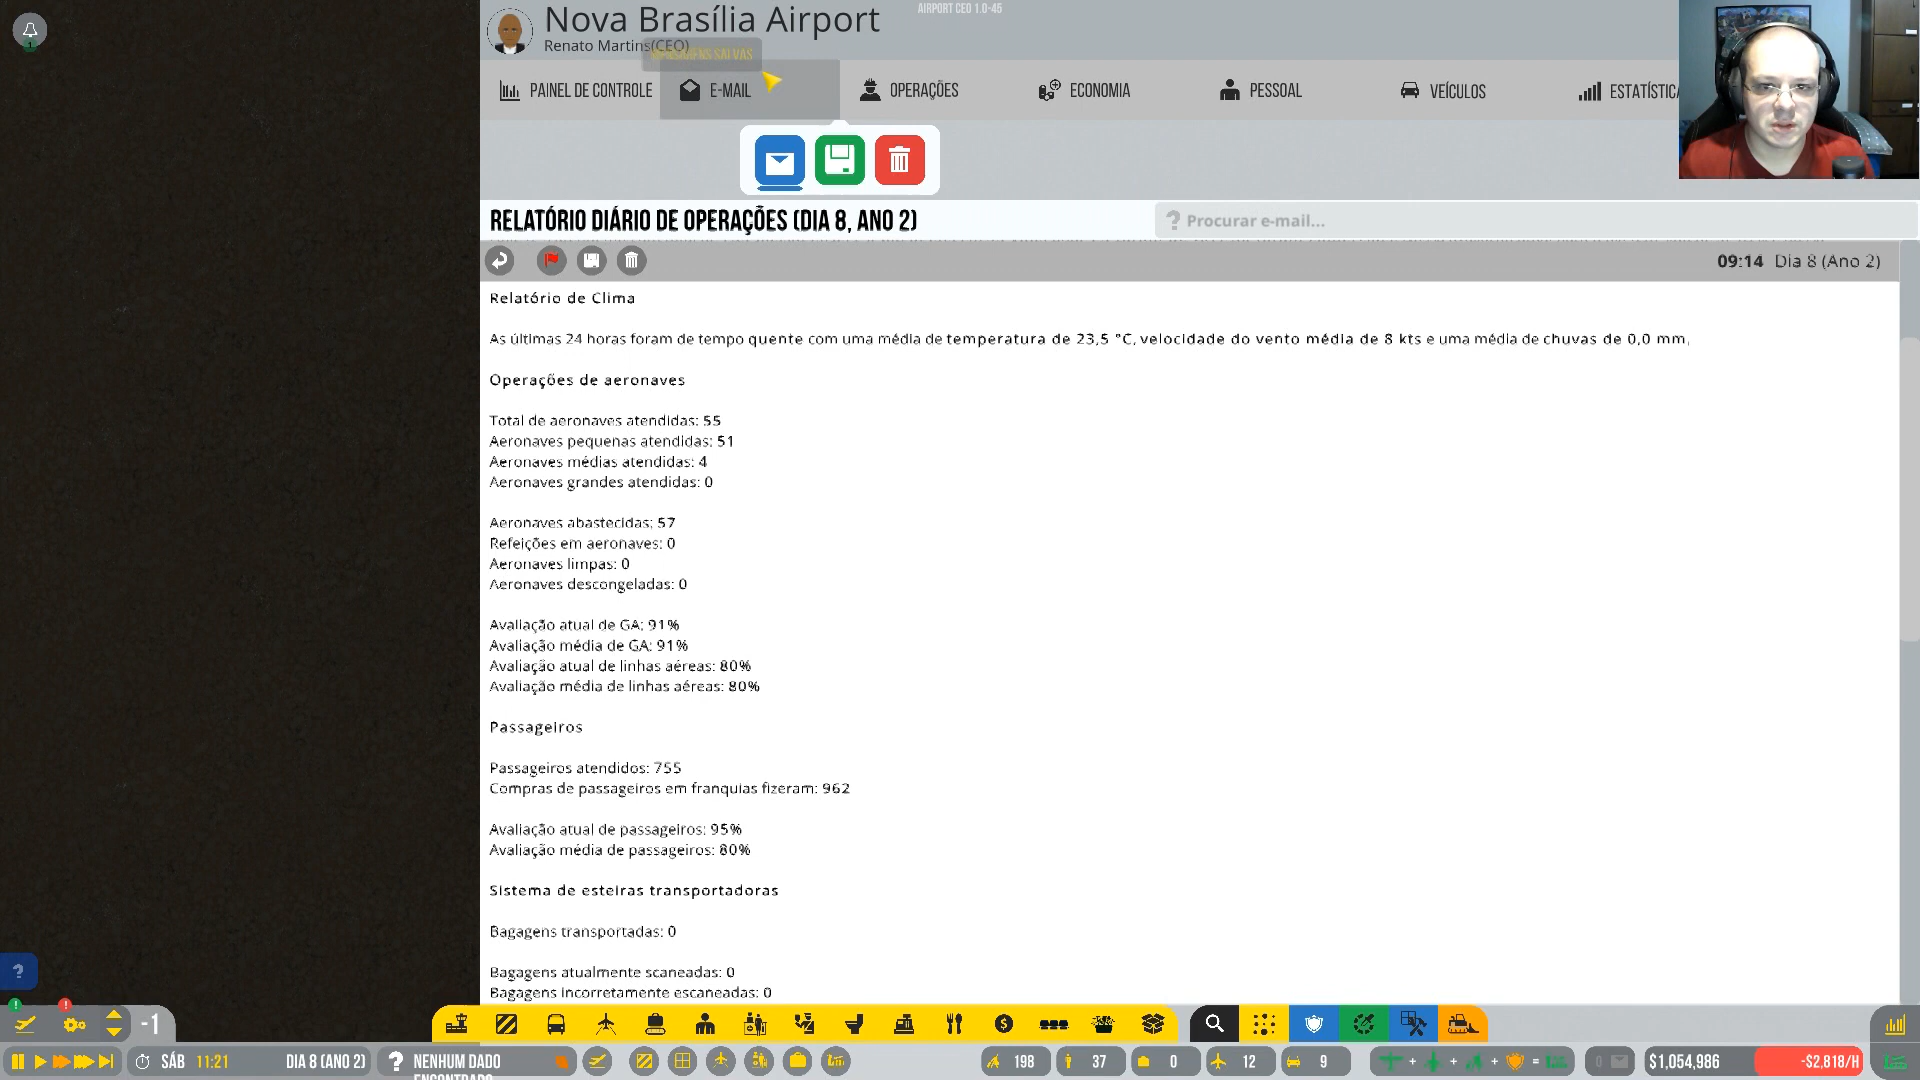 AIRPORT CEO 1.0-45
Nova Brasília Airport
Renato Martins(CEO)
MENSAGENS SALVAS
PAINEL DE CONTROLE
E-MAIL
OPERAÇÕES
ECONOMIA
PESSOAL
VEÍCULOS
RELATÓRIO DIÁRIO DE OPERAÇÕES (DIA 8, ANO 2)
? Procurar e-mail...
09:14 Dia 8 (Ano 2)
Relatório de Clima
As últimas 24 horas foram de tempo quente com uma média de temperatura de 23,5 °C, velocidade do vento média de 8 kts e uma média de chuvas de 0,0 mm,
Operações de aeronaves
Total de aeronaves atendidas: 55
Aeronaves pequenas atendidas: 51
Aeronaves médias atendidas: 4
Aeronaves grandes atendidas: 0
Aeronaves abastecidas: 57
Refeições em aeronaves: 0
Aeronaves limpas: 0
Aeronaves descongeladas: 0
Avaliação atual de GA: 91%
Avaliação média de GA: 91%
Avaliação atual de linhas aéreas: 80%
Avaliação média de linhas aéreas: 80%
Passageiros
Passageiros atendidos: 755
Compras de passageiros em franquias fizeram: 962
Avaliação atual de passageiros: 95%
Avaliação média de passageiros: 80%
Sistema de esteiras transportadoras
Bagagens transportadas: 0
Bagagens atualmente scaneadas: 0
Bagagens incorretamente escaneadas: 0
-1
SÁB 11:21 DIA 8 (ANO 2)
? NENHUM DADO
198
37
0
12
9
0
$1,054,986
-$2,818/H